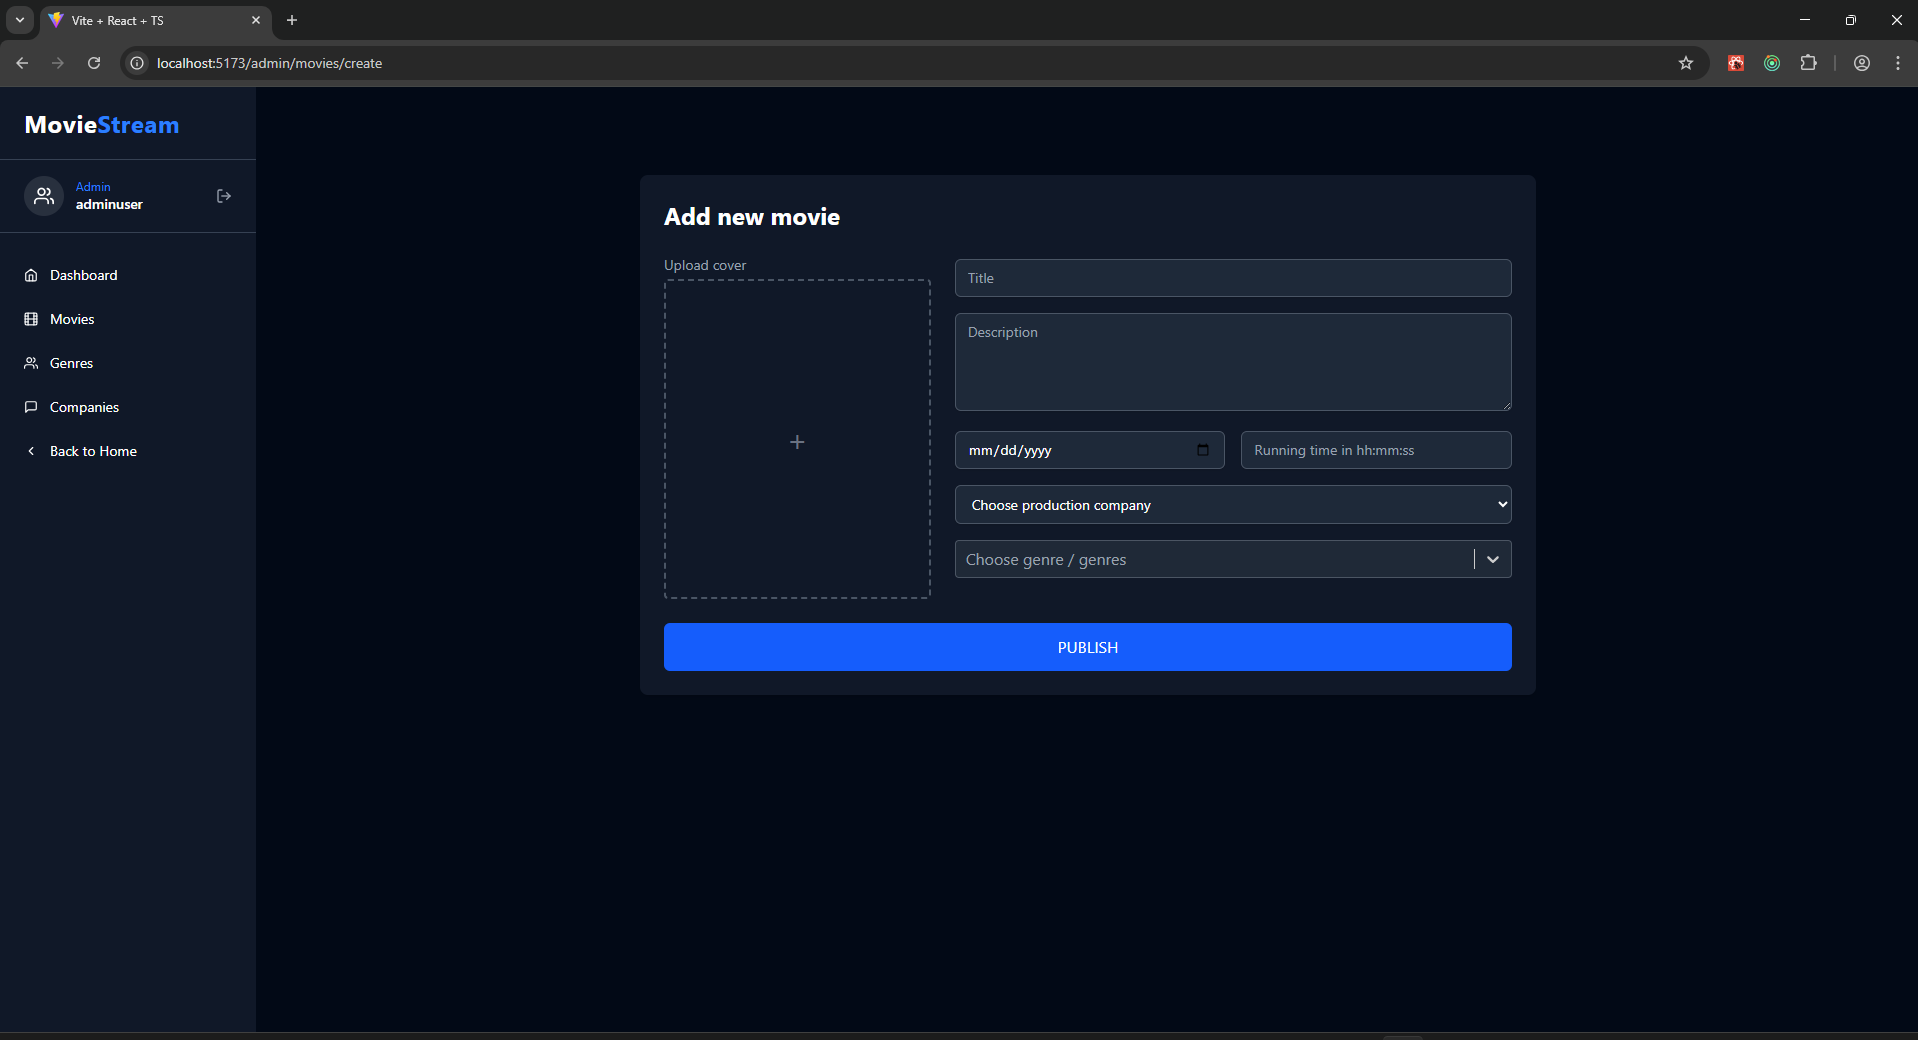 Vite + React + TS
localhost:5173/admin/movies/create
MovieStream
Admin
adminuser
Dashboard
Movies
Genres
Companies
Back to Home
Add new movie
Upload cover
Title
Description
mm/dd/yyyy
Running time in hh:mm:ss
Choose production company
Choose genre / genres
PUBLISH